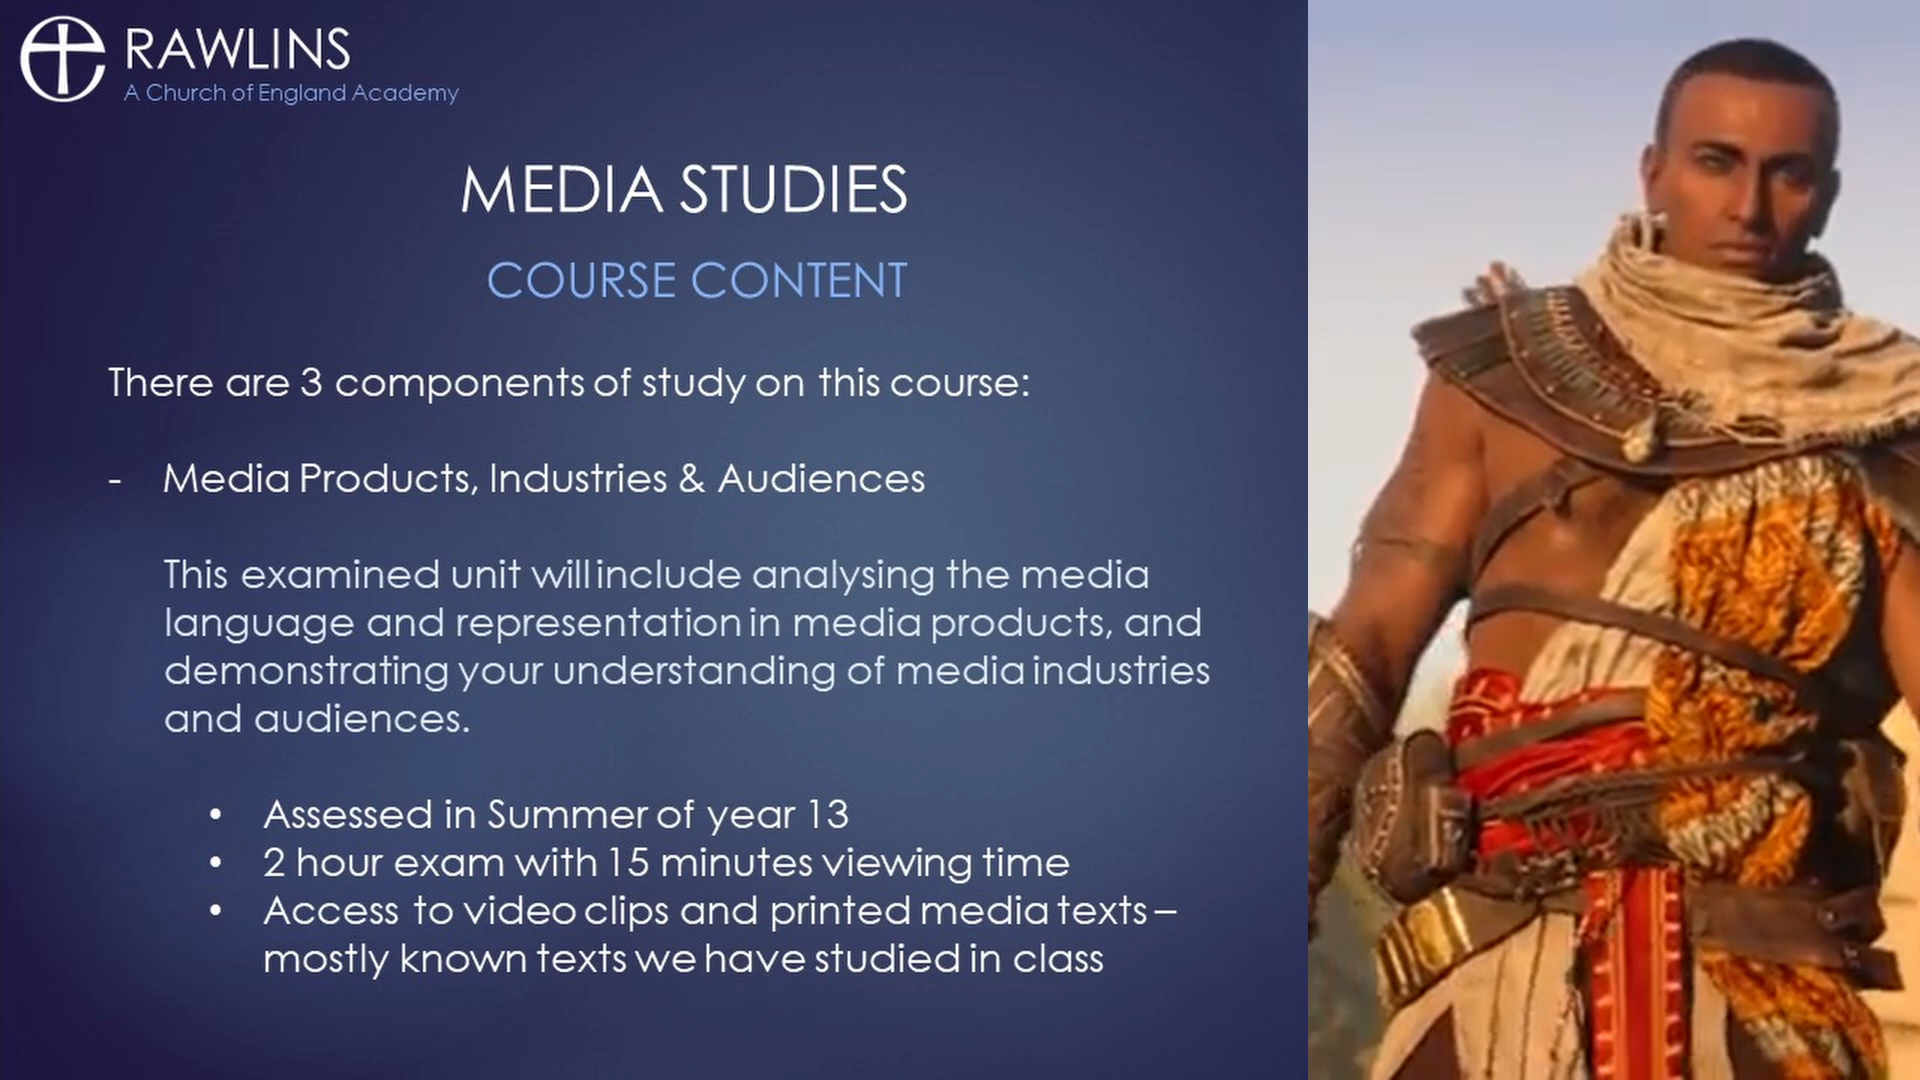 RAWLINS
A Church of England Academy
MEDIA STUDIES
COURSE CONTENT
There are 3 components of study on this course:
- Media Products, Industries & Audiences
This examined unit will include analysing the media
language and representation in media products, and
demonstrating your understanding of media industries
and audiences.
• Assessed in Summer of year 13
• 2 hour exam with 15 minutes viewing time
• Access to video clips and printed media texts –
mostly known texts we have studied in class